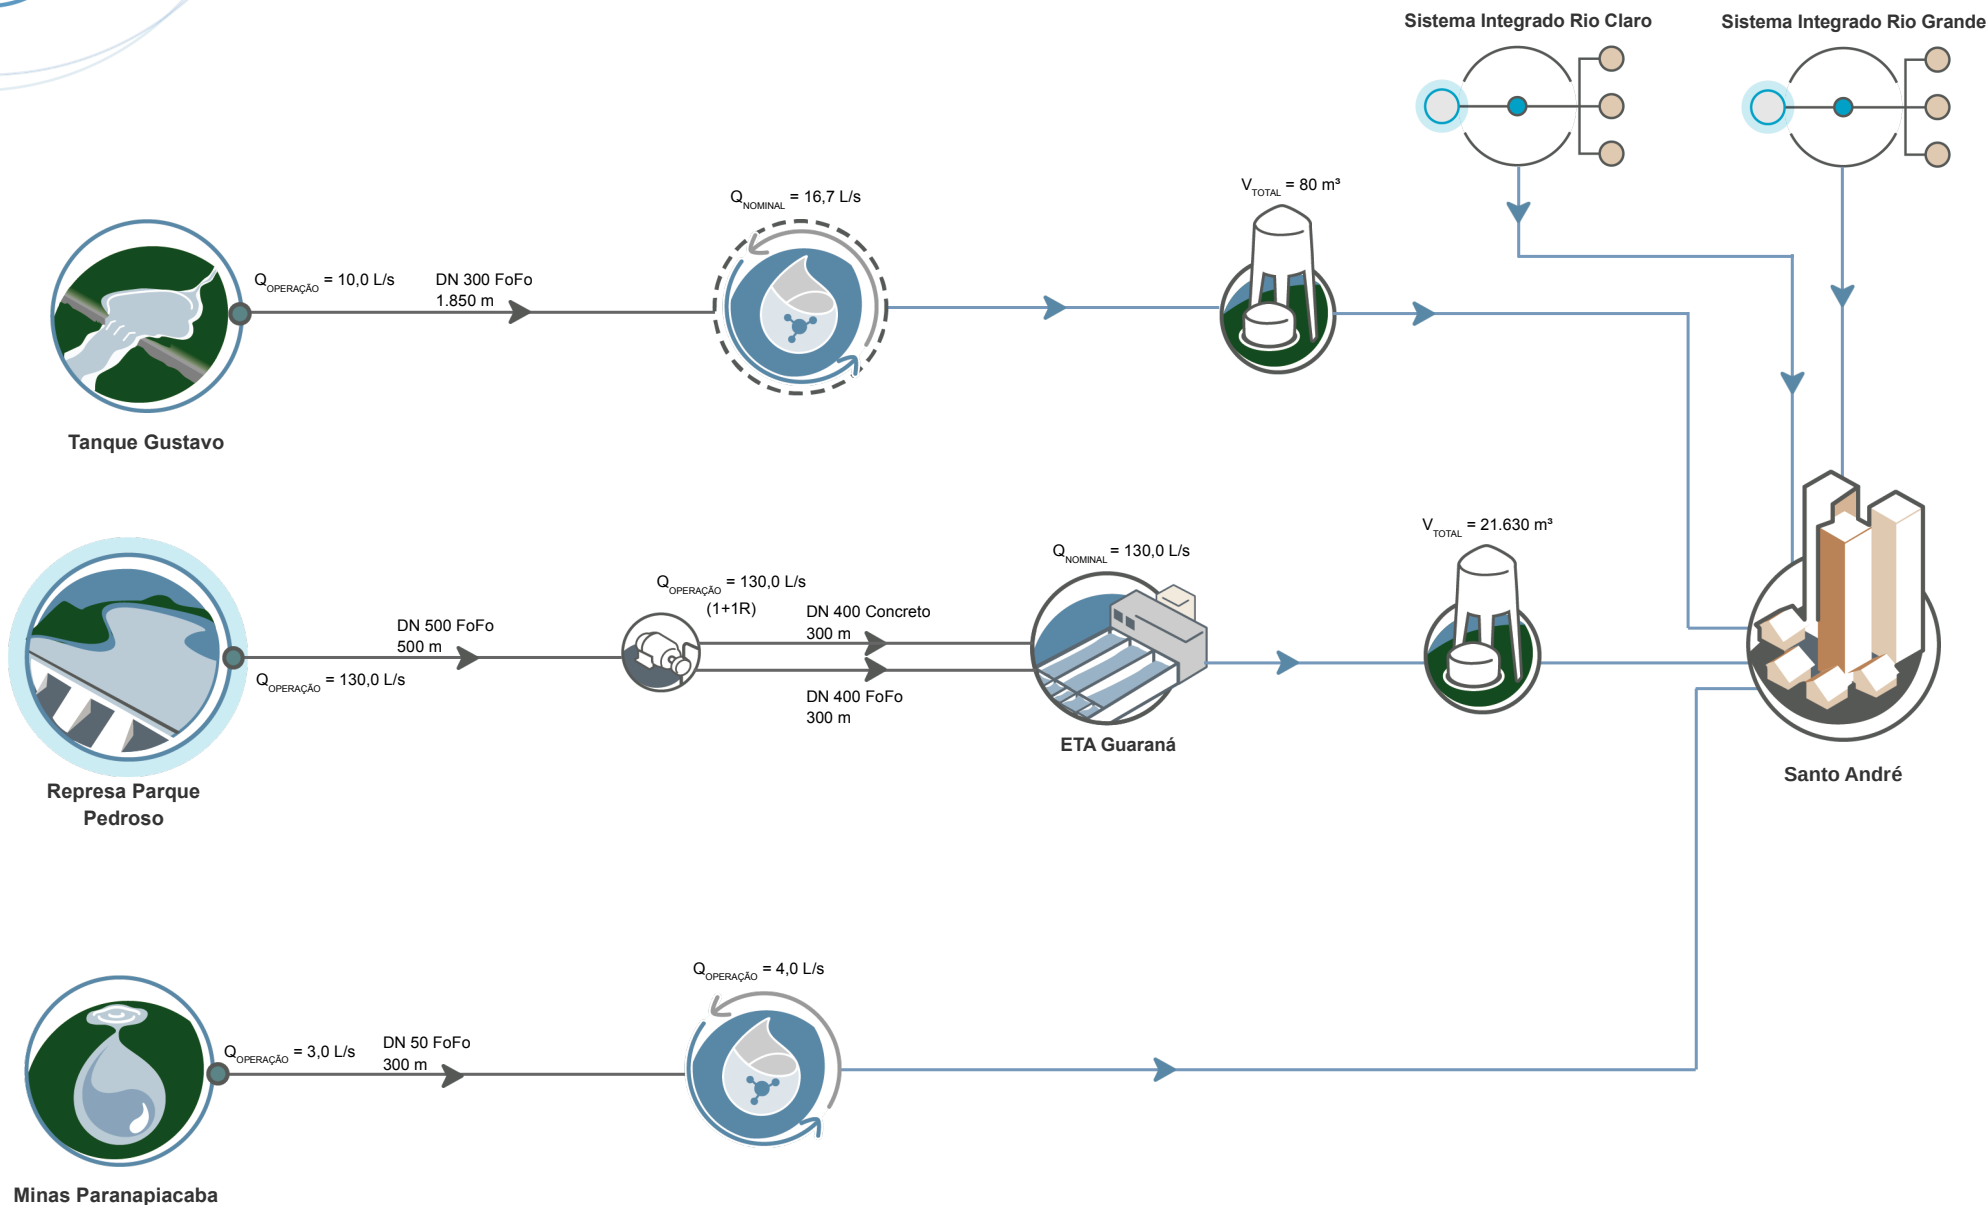 Sistema Integrado Rio Claro
Sistema Integrado Rio Grande
QNOMINAL = 16,7 L/s
VTOTAL = 80 m³
QOPERAÇÃO = 10,0 L/s
DN 300 FoFo
1.850 m
Tanque Gustavo
VTOTAL = 21.630 m³
QNOMINAL = 130,0 L/s
QOPERAÇÃO = 130,0 L/s
(1+1R)
DN 400 Concreto
300 m
DN 500 FoFo
500 m
QOPERAÇÃO = 130,0 L/s
DN 400 FoFo
300 m
ETA Guaraná
Santo André
Represa Parque
Pedroso
QOPERAÇÃO = 4,0 L/s
QOPERAÇÃO = 3,0 L/s
DN 50 FoFo
300 m
Minas Paranapiacaba